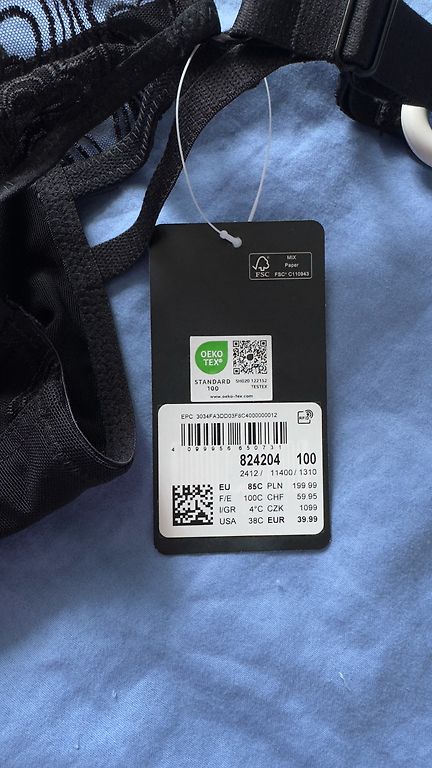 MIX
Paper
FSC
FSC® C110943
OEKO
TEX®
STANDARD
100
SH020 122152
TESTEX
www.oeko-tex.com
EPC 3034FA3DD03F8C4000000012
4 099956 650731
824204 100
2412 / 11400 / 1310
EU 85C PLN 199.99
F/E 100C CHF 59.95
I/GR 4°C CZK 1099
USA 38C EUR 39.99